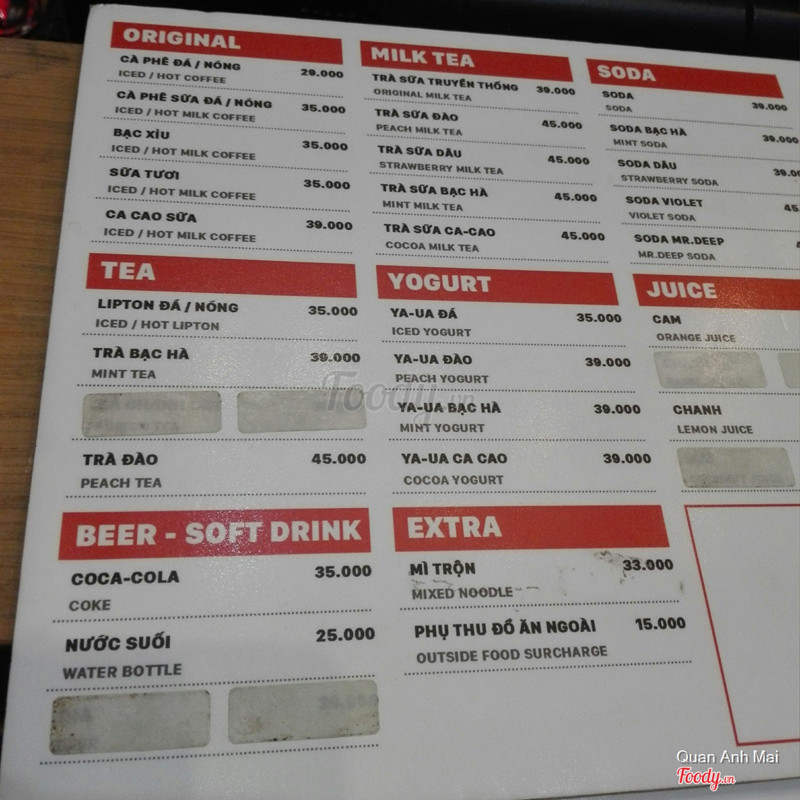 ORIGINAL
CÀ PHÊ ĐÁ / NÓNG 29.000
ICED / HOT COFFEE
CÀ PHÊ SỮA ĐÁ / NÓNG 35.000
ICED / HOT MILK COFFEE
BẠC XỈU 35.000
ICED / HOT MILK COFFEE
SỮA TƯƠI 35.000
ICED / HOT MILK COFFEE
CA CAO SỮA 39.000
ICED / HOT MILK COFFEE
MILK TEA
TRÀ SỮA TRUYỀN THỐNG 39.000
ORIGINAL MILK TEA
TRÀ SỮA ĐÀO 45.000
PEACH MILK TEA
TRÀ SỮA DÂU 45.000
STRAWBERRY MILK TEA
TRÀ SỮA BẠC HÀ 45.000
MINT MILK TEA
TRÀ SỮA CA-CAO 45.000
COCOA MILK TEA
SODA
SODA 39.000
SODA
SODA BẠC HÀ 39.000
MINT SODA
SODA DÂU
STRAWBERRY SODA
SODA VIOLET
VIOLET SODA
SODA MR.DEEP
MR.DEEP SODA
TEA
LIPTON ĐÁ / NÓNG 35.000
ICED / HOT LIPTON
TRÀ BẠC HÀ 39.000
MINT TEA
TRÀ ĐÀO 45.000
PEACH TEA
YOGURT
YA-UA ĐÁ 35.000
ICED YOGURT
YA-UA ĐÀO 39.000
PEACH YOGURT
YA-UA BẠC HÀ 39.000
MINT YOGURT
YA-UA CA CAO 39.000
COCOA YOGURT
JUICE
CAM
ORANGE JUICE
CHANH
LEMON JUICE
BEER - SOFT DRINK
COCA-COLA 35.000
COKE
NƯỚC SUỐI 25.000
WATER BOTTLE
EXTRA
MÌ TRỘN 33.000
MIXED NOODLE
PHỤ THU ĐỒ ĂN NGOÀI 15.000
OUTSIDE FOOD SURCHARGE
Foody.vn
Quan Anh Mai
Foody.vn